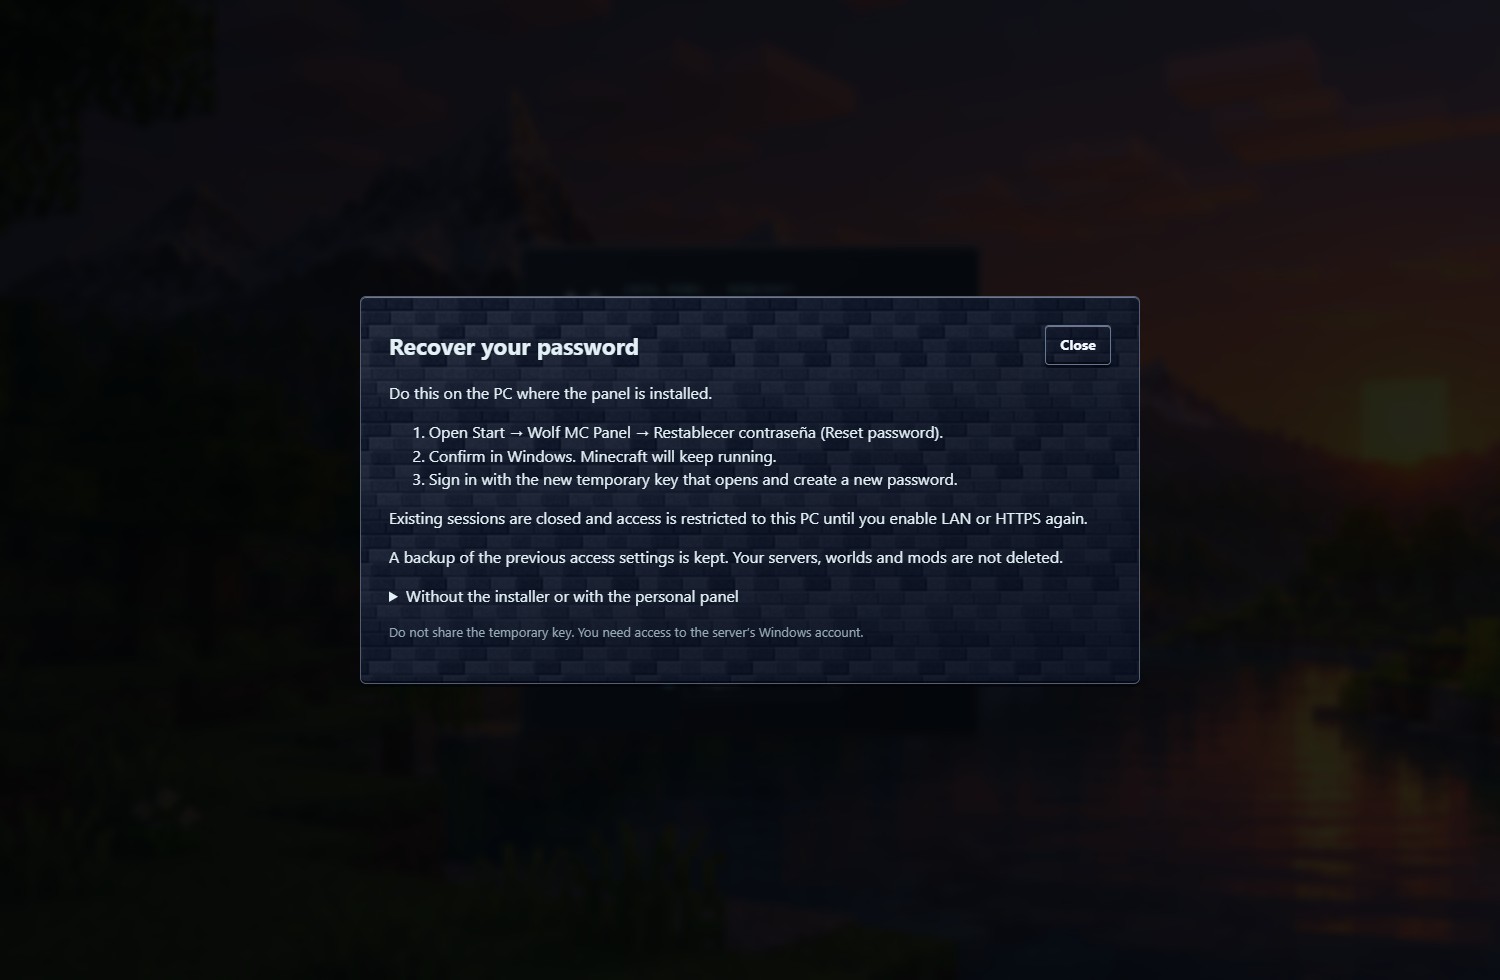 Recover your password
Close
Do this on the PC where the panel is installed.
1. Open Start → Wolf MC Panel → Restablecer contraseña (Reset password).
2. Confirm in Windows. Minecraft will keep running.
3. Sign in with the new temporary key that opens and create a new password.
Existing sessions are closed and access is restricted to this PC until you enable LAN or HTTPS again.
A backup of the previous access settings is kept. Your servers, worlds and mods are not deleted.
Without the installer or with the personal panel
Do not share the temporary key. You need access to the server's Windows account.